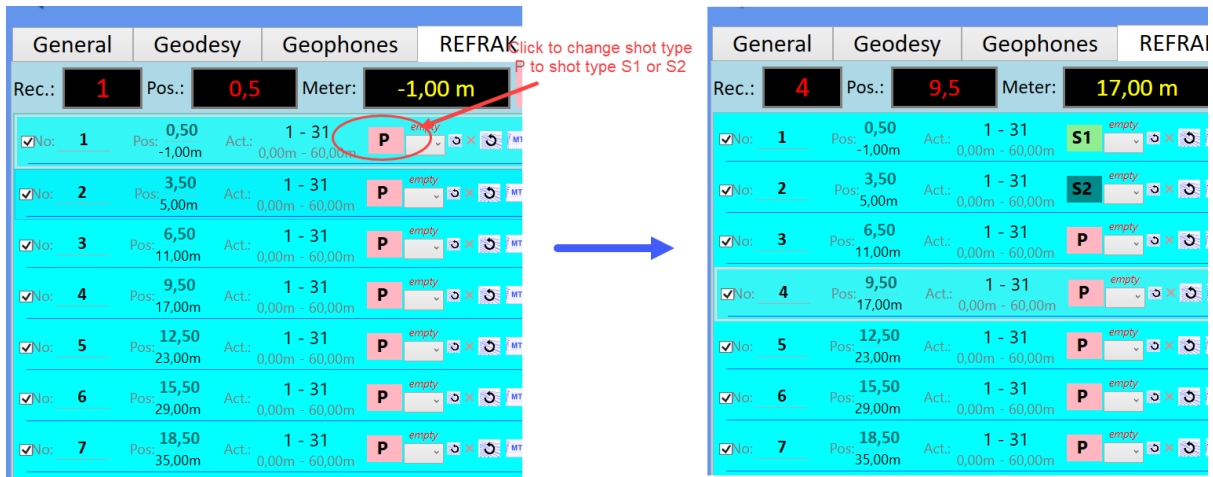 General Geodesy Geophones REFRAK
Click to change shot type
P to shot type S1 or S2
Rec.: 1 Pos.: 0,5 Meter: -1,00 m
No: 1 Pos: 0,50 -1,00m Act.: 1 - 31 0,00m - 60,00m P empty MT
No: 2 Pos: 3,50 5,00m Act.: 1 - 31 0,00m - 60,00m P empty MT
No: 3 Pos: 6,50 11,00m Act.: 1 - 31 0,00m - 60,00m P empty MT
No: 4 Pos: 9,50 17,00m Act.: 1 - 31 0,00m - 60,00m P empty MT
No: 5 Pos: 12,50 23,00m Act.: 1 - 31 0,00m - 60,00m P empty MT
No: 6 Pos: 15,50 29,00m Act.: 1 - 31 0,00m - 60,00m P empty MT
No: 7 Pos: 18,50 35,00m Act.: 1 - 31 0,00m - 60,00m P empty MT
General Geodesy Geophones REFRA
Rec.: 4 Pos.: 9,5 Meter: 17,00 m
No: 1 Pos: 0,50 -1,00m Act.: 1 - 31 0,00m - 60,00m S1 empty
No: 2 Pos: 3,50 5,00m Act.: 1 - 31 0,00m - 60,00m S2 empty
No: 3 Pos: 6,50 11,00m Act.: 1 - 31 0,00m - 60,00m P empty
No: 4 Pos: 9,50 17,00m Act.: 1 - 31 0,00m - 60,00m P empty
No: 5 Pos: 12,50 23,00m Act.: 1 - 31 0,00m - 60,00m P empty
No: 6 Pos: 15,50 29,00m Act.: 1 - 31 0,00m - 60,00m P empty
No: 7 Pos: 18,50 35,00m Act.: 1 - 31 0,00m - 60,00m P empty